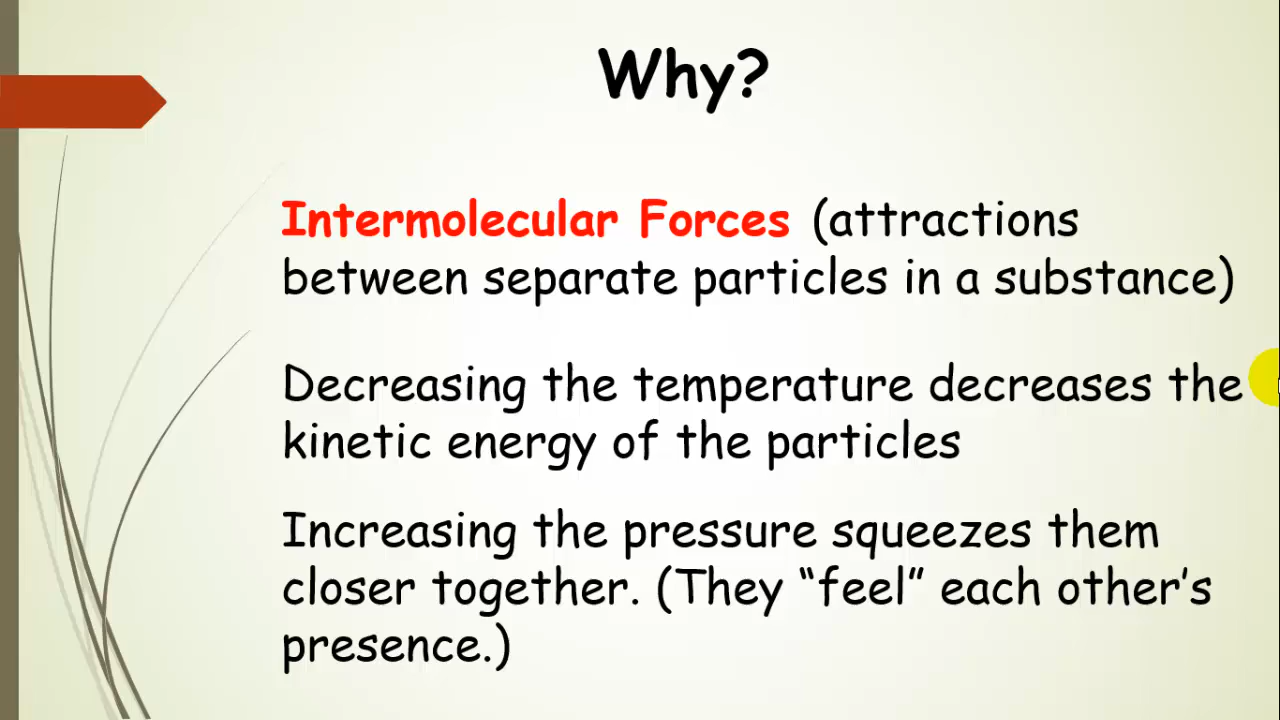 Why?
Intermolecular Forces (attractions
between separate particles in a substance)
Decreasing the temperature decreases the
kinetic energy of the particles
Increasing the pressure squeezes them
closer together. (They “feel” each other’s
presence.)